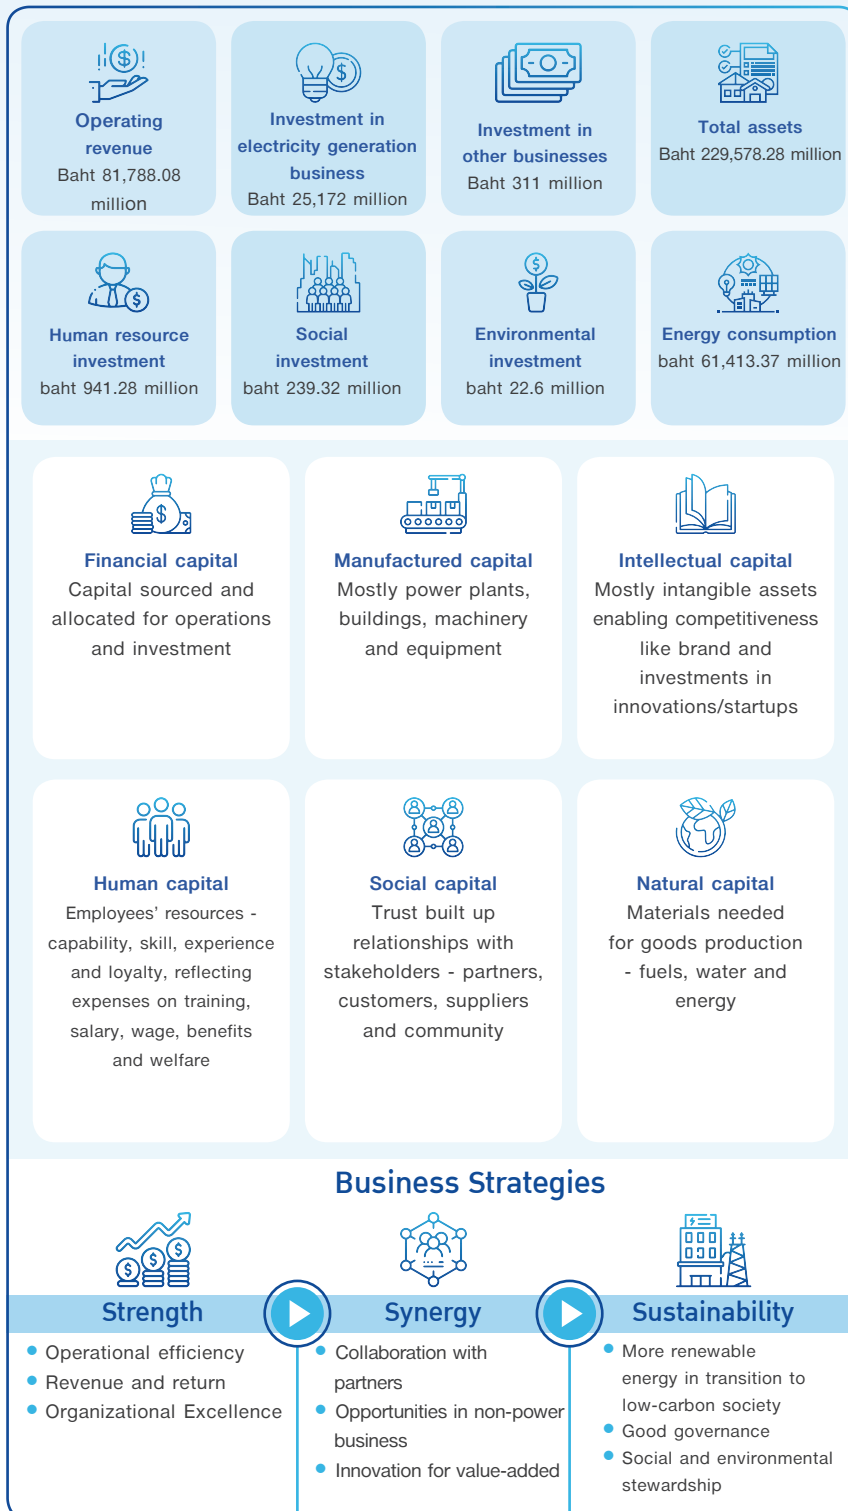 Operating
revenue
Baht 81,788.08
million
Investment in
electricity generation
business
Baht 25,172 million
Investment in
other businesses
Baht 311 million
Total assets
Baht 229,578.28 million
Human resource
investment
baht 941.28 million
Social
investment
baht 239.32 million
Environmental
investment
baht 22.6 million
Energy consumption
baht 61,413.37 million
Financial capital
Capital sourced and
allocated for operations
and investment
Manufactured capital
Mostly power plants,
buildings, machinery
and equipment
Intellectual capital
Mostly intangible assets
enabling competitiveness
like brand and
investments in
innovations/startups
Human capital
Employees’ resources -
capability, skill, experience
and loyalty, reflecting
expenses on training,
salary, wage, benefits
and welfare
Social capital
Trust built up
relationships with
stakeholders - partners,
customers, suppliers
and community
Natural capital
Materials needed
for goods production
- fuels, water and
energy
Business Strategies
Strength
• Operational efficiency
• Revenue and return
• Organizational Excellence
Synergy
• Collaboration with
partners
• Opportunities in non-power
business
• Innovation for value-added
Sustainability
• More renewable
energy in transition to
low-carbon society
• Good governance
• Social and environmental
stewardship